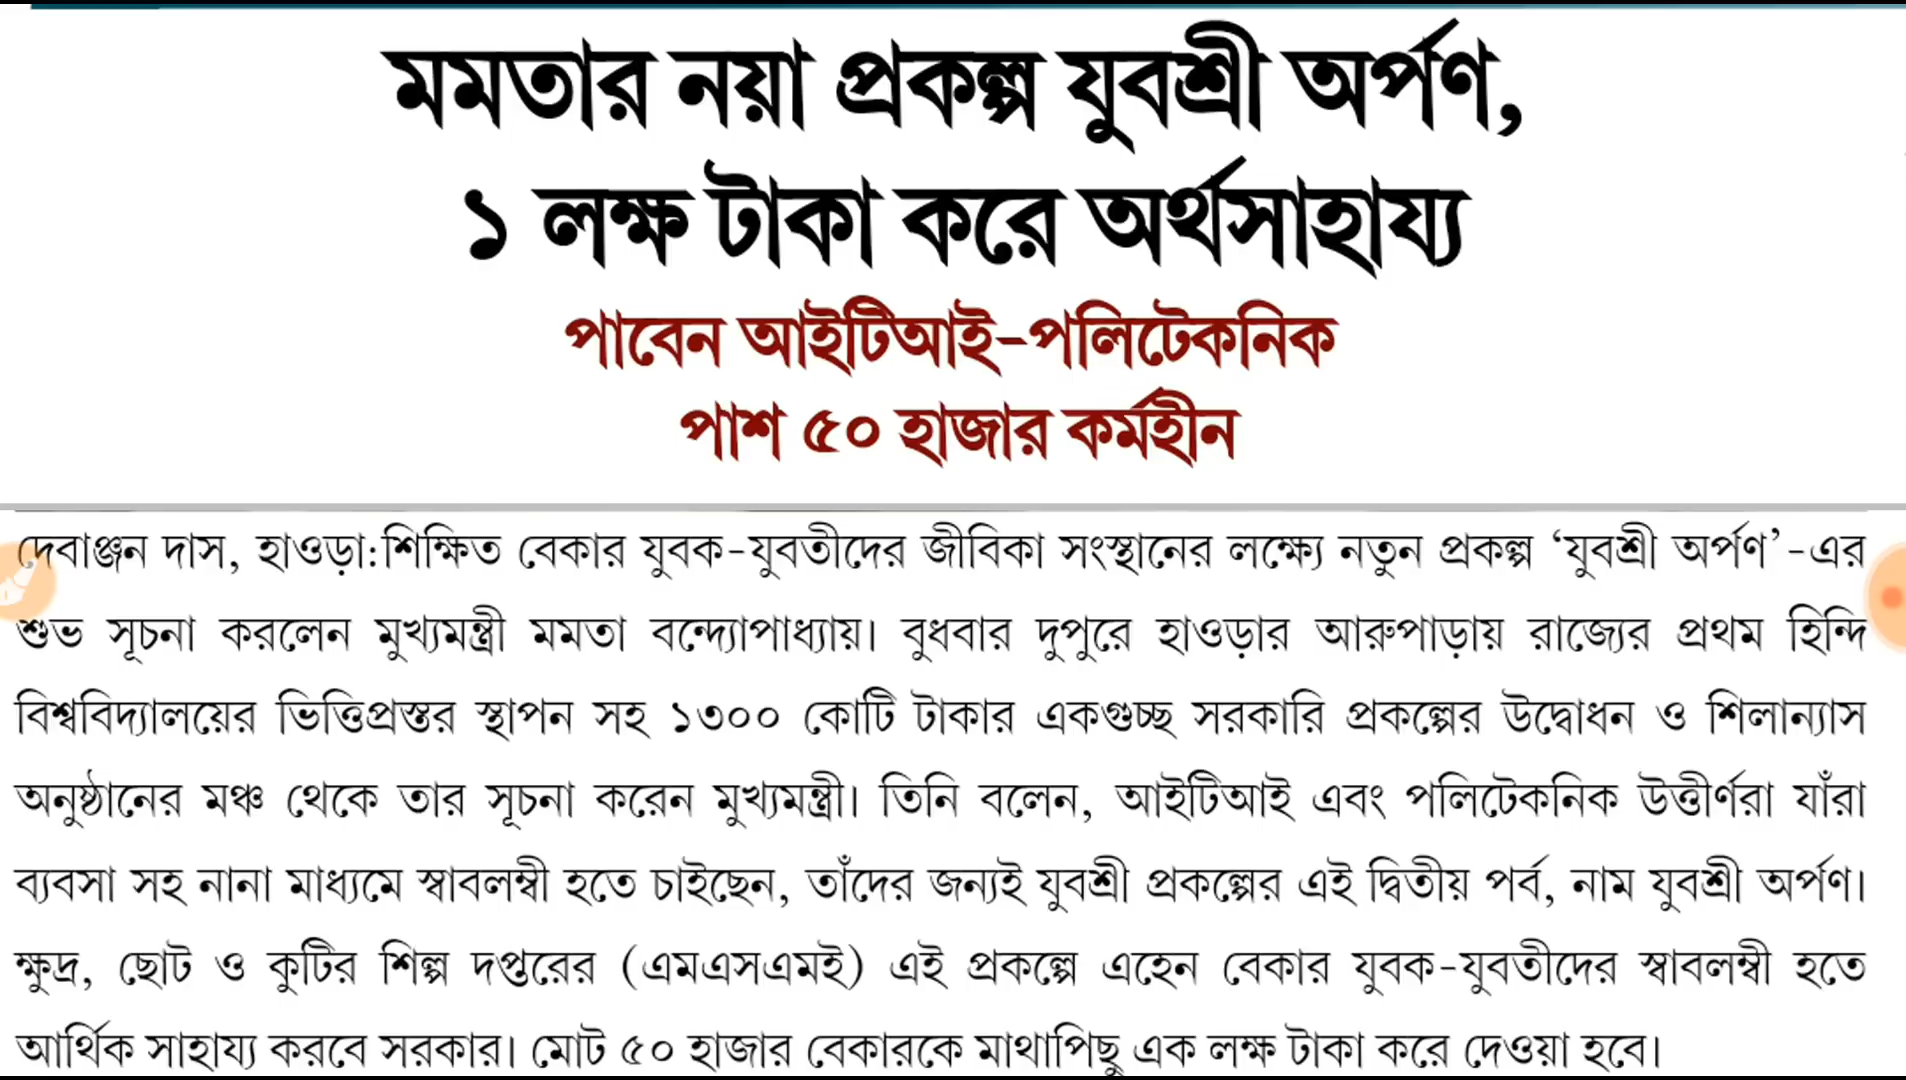 মমতার নয়া প্রকল্প যুবশ্রী অর্পণ,
১ লক্ষ টাকা করে অর্থসাহায্য
পাবেন আইটিআই-পলিটেকনিক
পাশ ৫০ হাজার কর্মহীন
দেবাঞ্জন দাস, হাওড়া:শিক্ষিত বেকার যুবক-যুবতীদের জীবিকা সংস্থানের লক্ষ্যে নতুন প্রকল্প ‘যুবশ্রী অর্পণ’-এর
শুভ সূচনা করলেন মুখ্যমন্ত্রী মমতা বন্দ্যোপাধ্যায়। বুধবার দুপুরে হাওড়ার আরুপাড়ায় রাজ্যের প্রথম হিন্দি
বিশ্ববিদ্যালয়ের ভিত্তিপ্রস্তর স্থাপন সহ ১৩০০ কোটি টাকার একগুচ্ছ সরকারি প্রকল্পের উদ্বোধন ও শিলান্যাস
অনুষ্ঠানের মঞ্চ থেকে তার সূচনা করেন মুখ্যমন্ত্রী। তিনি বলেন, আইটিআই এবং পলিটেকনিক উত্তীর্ণরা যাঁরা
ব্যবসা সহ নানা মাধ্যমে স্বাবলম্বী হতে চাইছেন, তাঁদের জন্যই যুবশ্রী প্রকল্পের এই দ্বিতীয় পর্ব, নাম যুবশ্রী অর্পণ।
ক্ষুদ্র, ছোট ও কুটির শিল্প দপ্তরের (এমএসএমই) এই প্রকল্পে এহেন বেকার যুবক-যুবতীদের স্বাবলম্বী হতে
আর্থিক সাহায্য করবে সরকার। মোট ৫০ হাজার বেকারকে মাথাপিছু এক লক্ষ টাকা করে দেওয়া হবে।